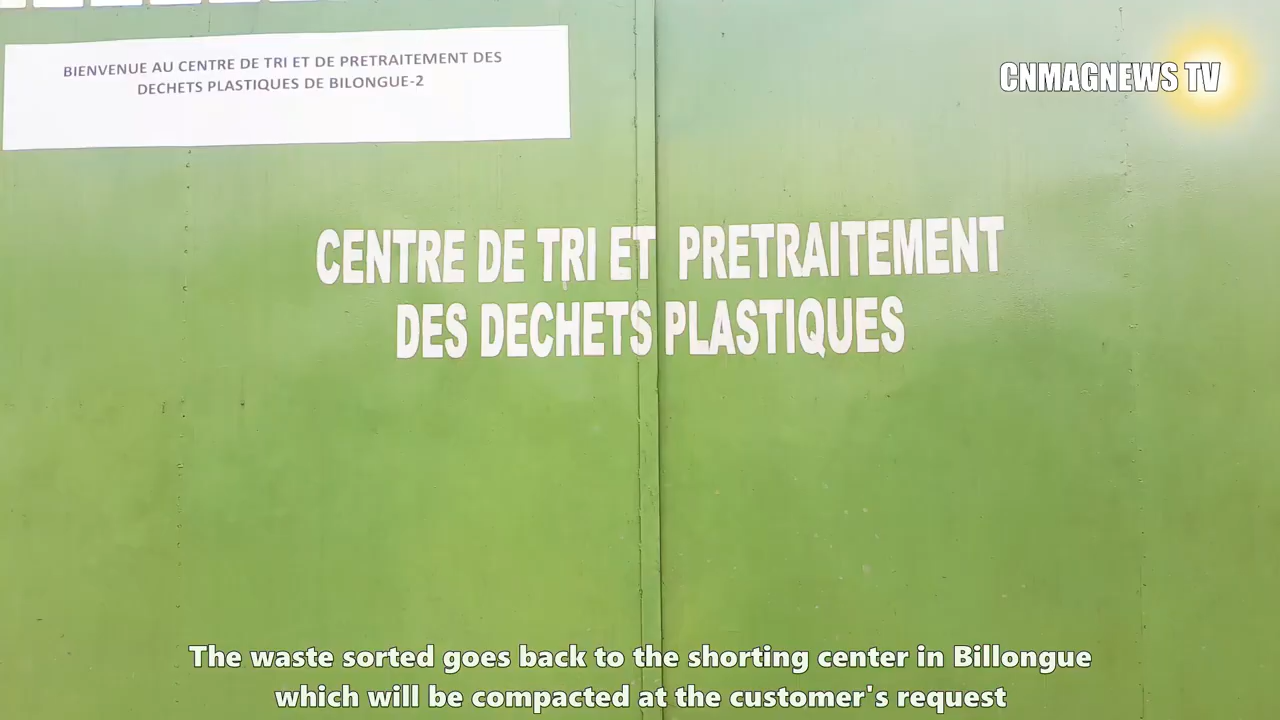 BIENVENUE AU CENTRE DE TRI ET DE PRETRAITEMENT DES
DECHETS PLASTIQUES DE BILONGUE-2
CNMAGNEWS TV
CENTRE DE TRI ET PRETRAITEMENT
DES DECHETS PLASTIQUES
The waste sorted goes back to the shorting center in Billongue
which will be compacted at the customer's request